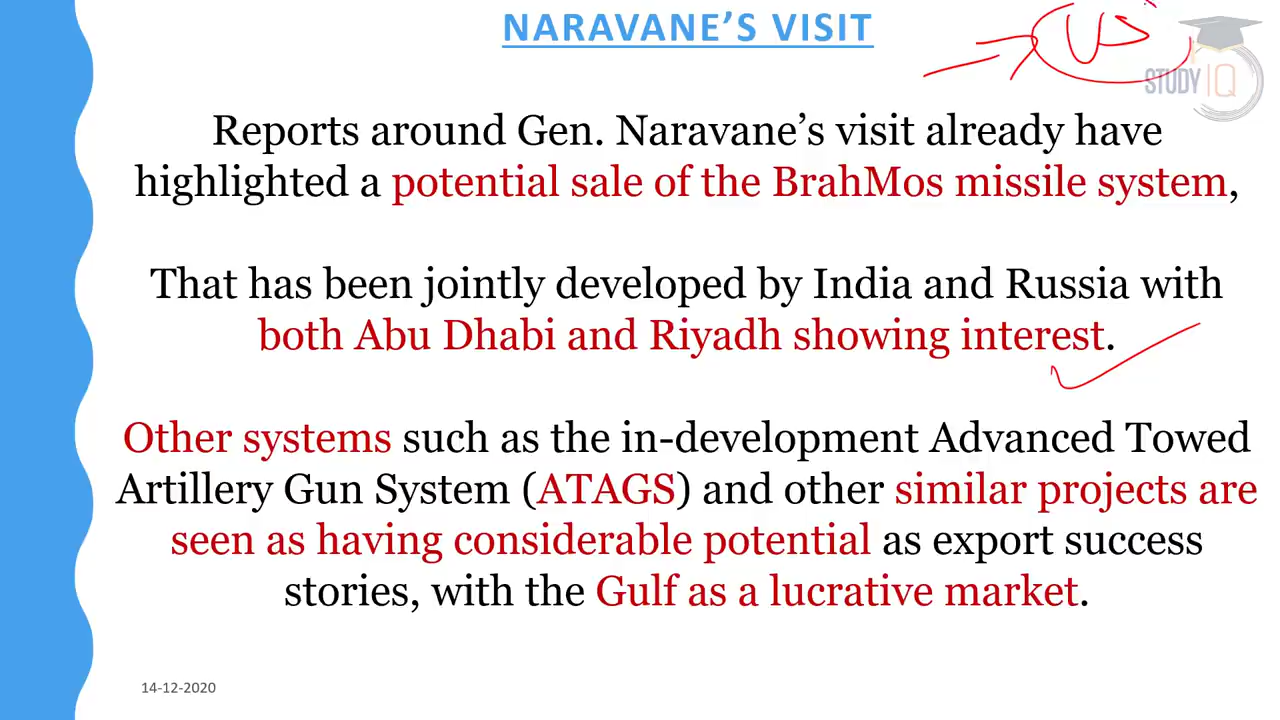 NARAVANE'S VISIT
US
STUDY IQ
Reports around Gen. Naravane's visit already have
highlighted a potential sale of the BrahMos missile system,
That has been jointly developed by India and Russia with
both Abu Dhabi and Riyadh showing interest.
Other systems such as the in-development Advanced Towed
Artillery Gun System (ATAGS) and other similar projects are
seen as having considerable potential as export success
stories, with the Gulf as a lucrative market.
14-12-2020